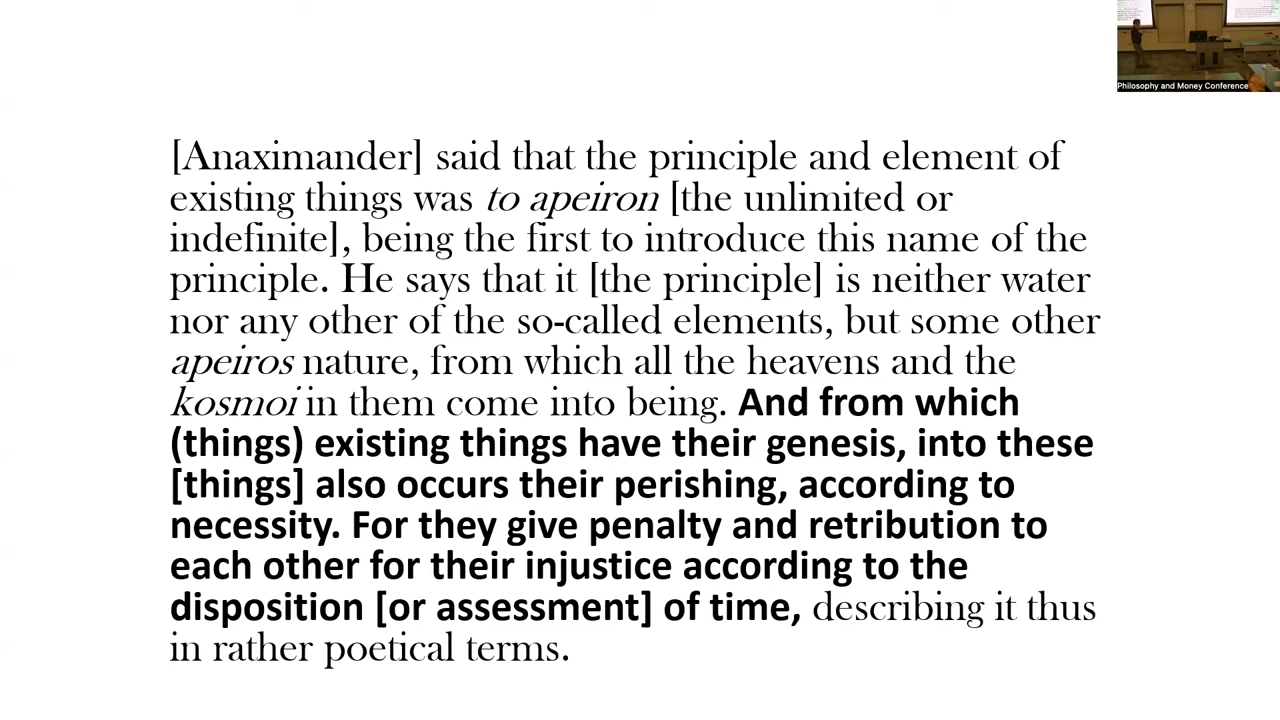 Philosophy and Money Conference
[Anaximander] said that the principle and element of
existing things was to apeiron [the unlimited or
indefinite], being the first to introduce this name of the
principle. He says that it [the principle] is neither water
nor any other of the so-called elements, but some other
apeiros nature, from which all the heavens and the
kosmoi in them come into being. And from which
(things) existing things have their genesis, into these
[things] also occurs their perishing, according to
necessity. For they give penalty and retribution to
each other for their injustice according to the
disposition [or assessment] of time, describing it thus
in rather poetical terms.